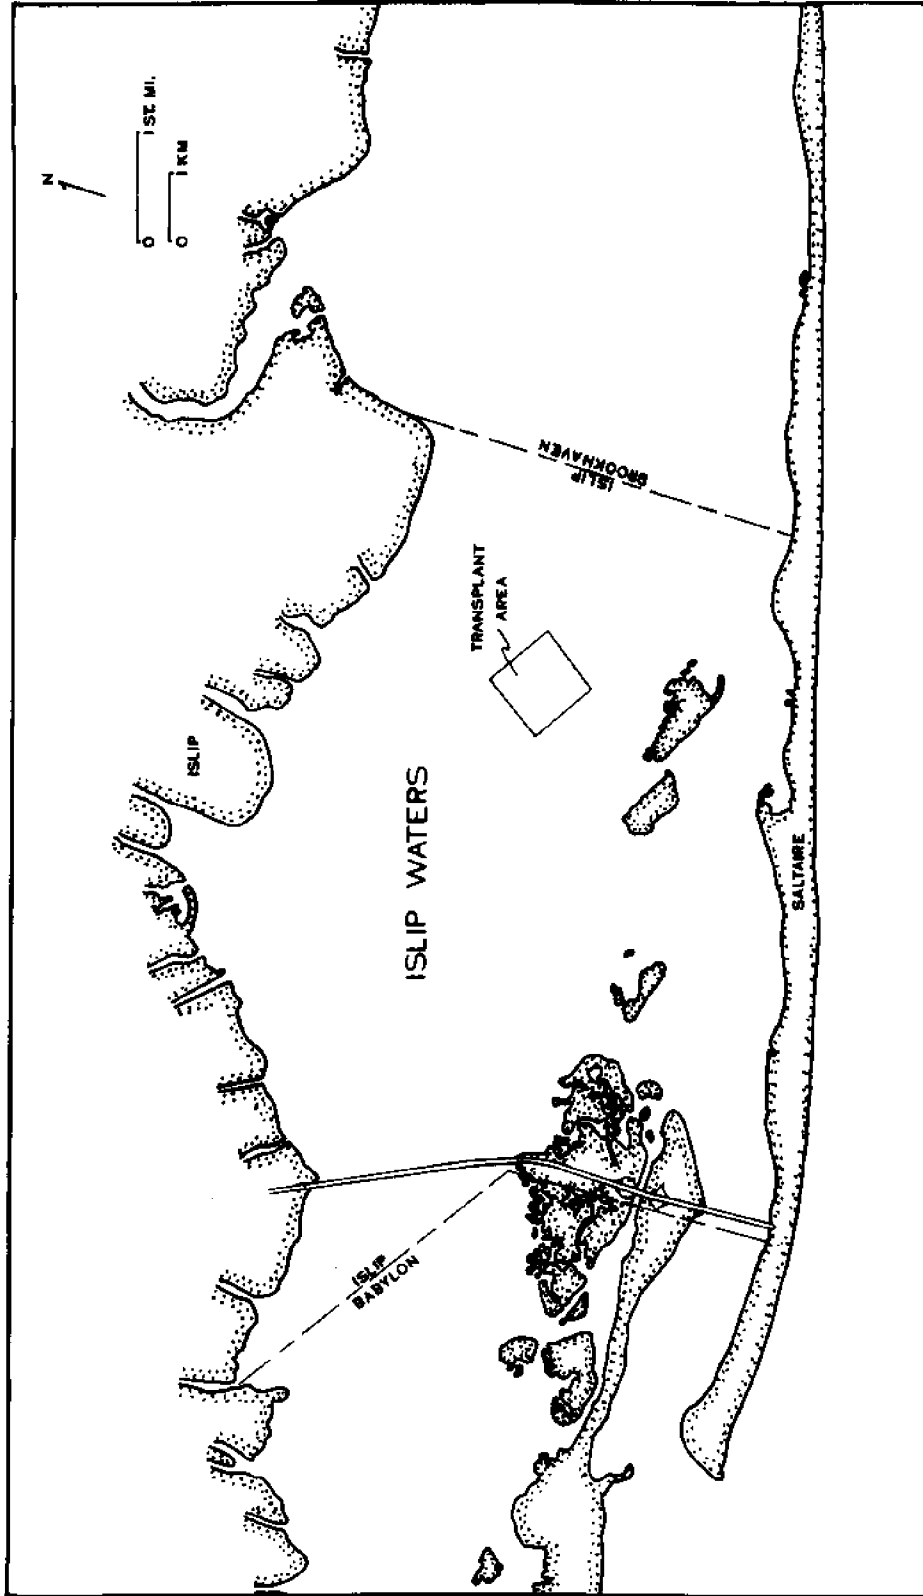 N
0 1 ST. MI.
0 1 KM
ISLIP
TRANSPLANT
AREA
ISLIP
BROOKHAVEN
ISLIP WATERS
SALTAIRE
ISLIP
BABYLON